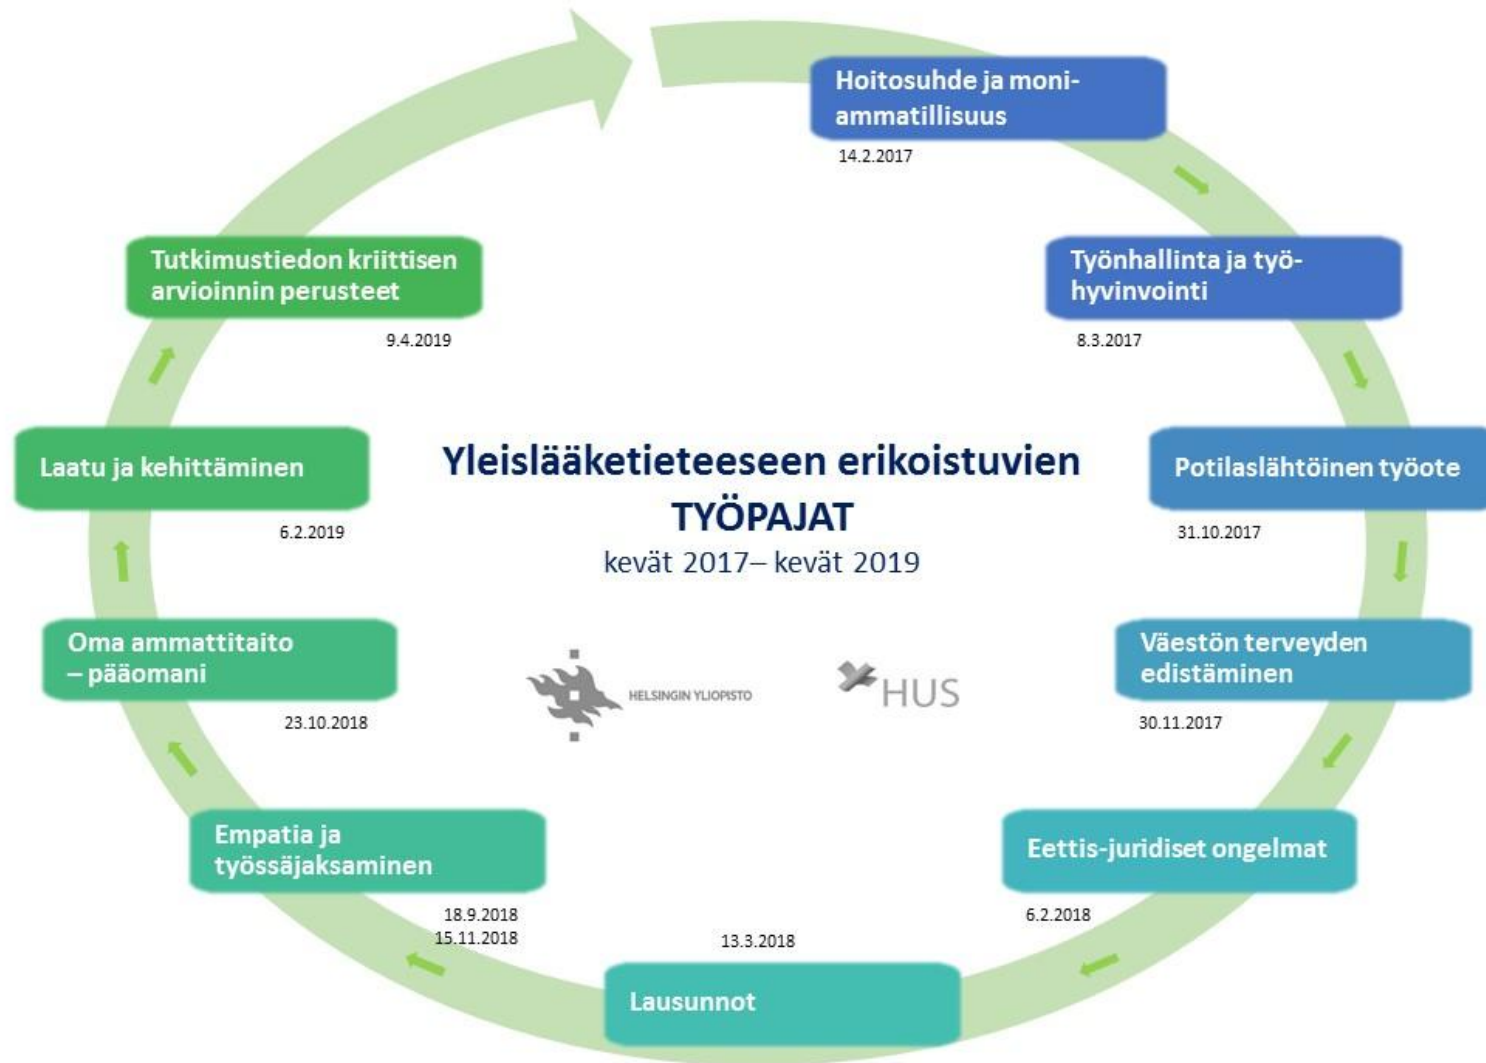 Yleislääketieteeseen erikoistuvien
TYÖPAJAT
kevät 2017– kevät 2019
HELSINGIN YLIOPISTO
HUS
Hoitosuhde ja moni-
ammatillisuus
14.2.2017
Työnhallinta ja työ-
hyvinvointi
8.3.2017
Potilaslähtöinen työote
31.10.2017
Väestön terveyden
edistäminen
30.11.2017
Eettis-juridiset ongelmat
6.2.2018
13.3.2018
Lausunnot
Empatia ja
työssäjaksaminen
18.9.2018
15.11.2018
Oma ammattitaito
– pääomani
23.10.2018
Laatu ja kehittäminen
6.2.2019
Tutkimustiedon kriittisen
arvioinnin perusteet
9.4.2019